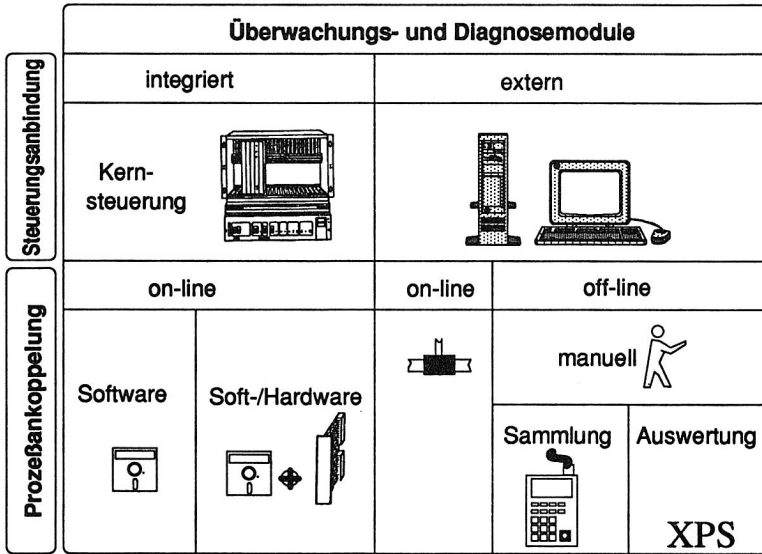 Überwachungs- und Diagnosemodule
Steuerungsanbindung
integriert
extern
Kern-
steuerung
Prozeßankoppelung
on-line
on-line
off-line
Software
Soft-/Hardware
manuell
Sammlung
Auswertung
XPS